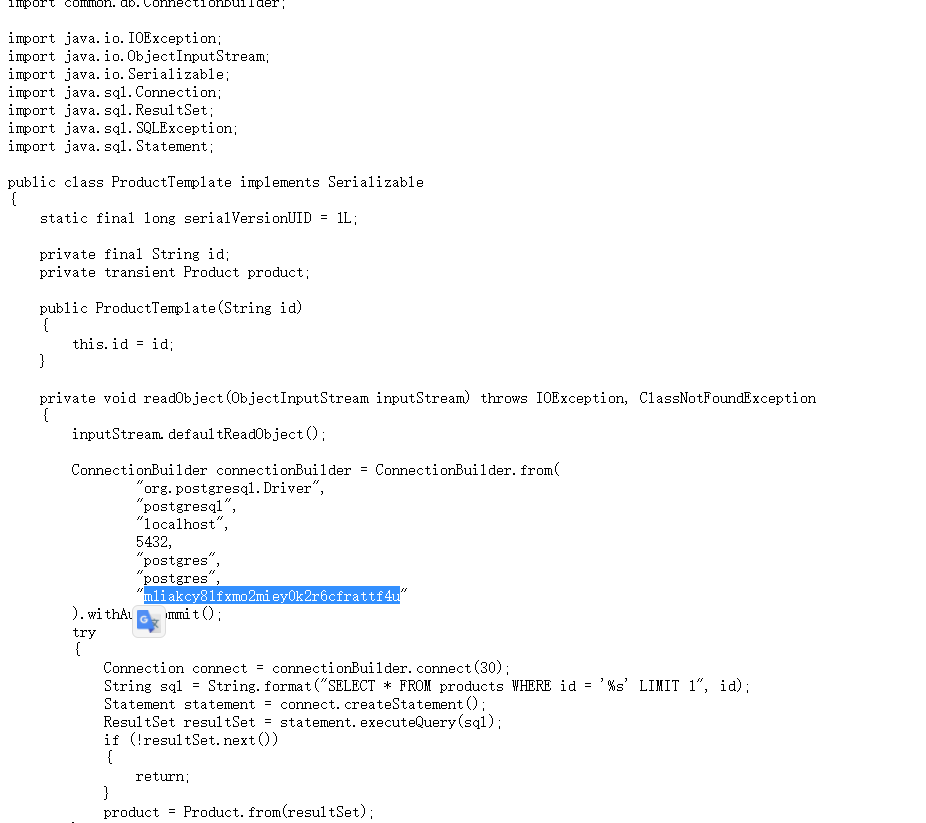 import common.db.ConnectionBuilder;
import java.io.IOException;
import java.io.ObjectInputStream;
import java.io.Serializable;
import java.sql.Connection;
import java.sql.ResultSet;
import java.sql.SQLException;
import java.sql.Statement;
public class ProductTemplate implements Serializable
{
    static final long serialVersionUID = 1L;
    private final String id;
    private transient Product product;
    public ProductTemplate(String id)
    {
        this.id = id;
    }
    private void readObject(ObjectInputStream inputStream) throws IOException, ClassNotFoundException
    {
        inputStream.defaultReadObject();
        ConnectionBuilder connectionBuilder = ConnectionBuilder.from(
                "org.postgresql.Driver",
                "postgresql",
                "localhost",
                5432,
                "postgres",
                "postgres",
                "mliakcy81fxmo2miey0k2r6cfrattf4u"
        ).withAu mmit();
        try
        {
            Connection connect = connectionBuilder.connect(30);
            String sql = String.format("SELECT * FROM products WHERE id = '%s' LIMIT 1", id);
            Statement statement = connect.createStatement();
            ResultSet resultSet = statement.executeQuery(sql);
            if (!resultSet.next())
            {
                return;
            }
            product = Product.from(resultSet);